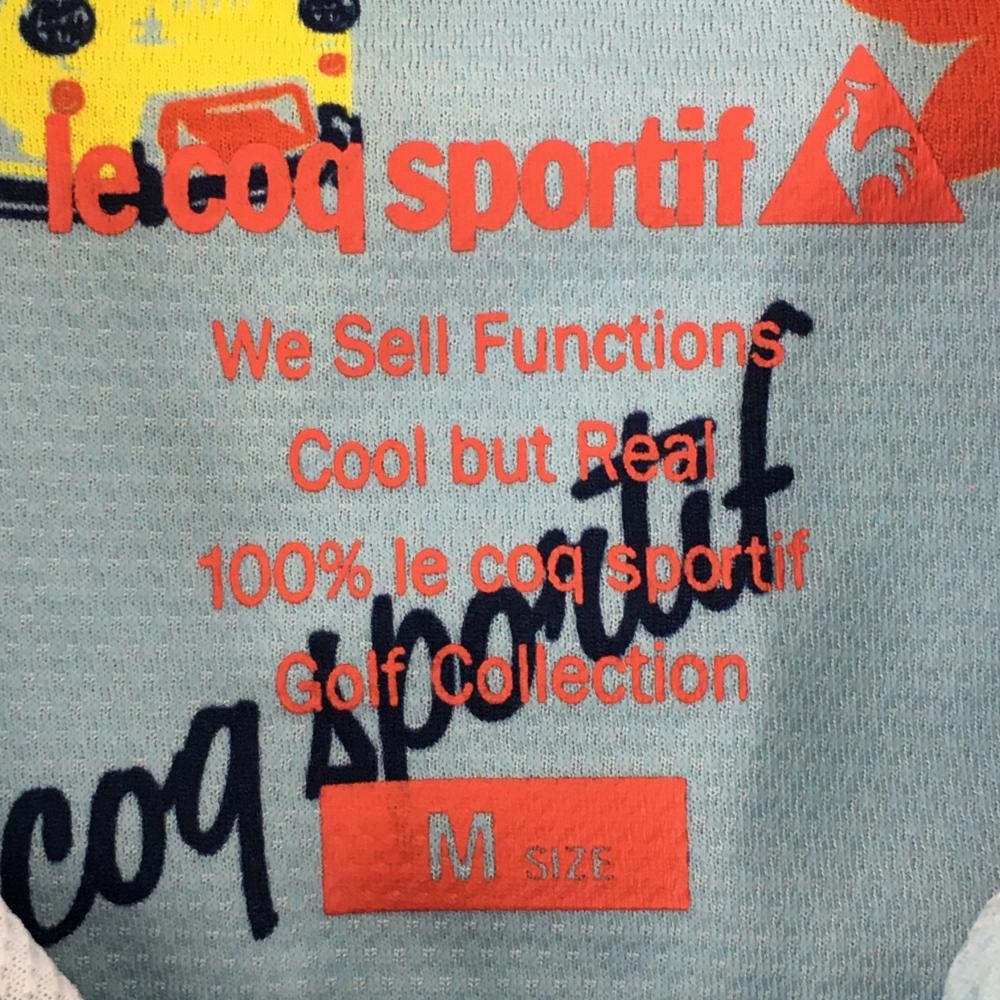 le coq sportif
We Sell Functions
Cool but Real
100% le coq sportif
Golf Collection
coq sportif
M SIZE